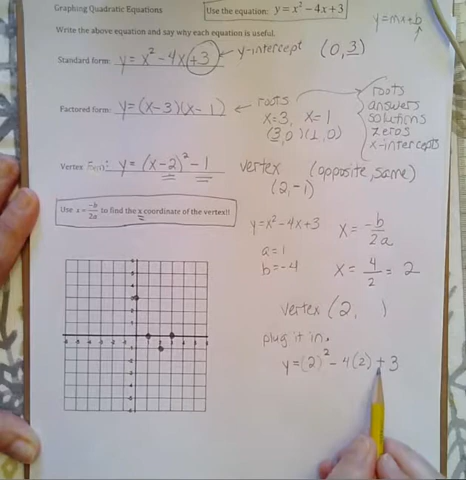 Graphing Quadratic Equations
Use the equation: y = x² − 4x + 3
y=mx+b
Write the above equation and say why each equation is useful.
Standard form: y = x² − 4x + 3 ← y-intercept (0,3)
Factored form: y = (x−3)(x−1) ← roots
x=3, x=1
(3,0) (1,0)
roots
answers
solutions
zeros
x-intercepts
Vertex form: y = (x−2)² − 1 vertex (opposite, same)
(2,−1)
Use x = −b/2a to find the x coordinate of the vertex!!
y = x² − 4x + 3
a = 1
b = −4
x = −b/2a
x = 4/2 = 2
vertex (2, )
plug it in.
y = (2)² − 4(2) + 3